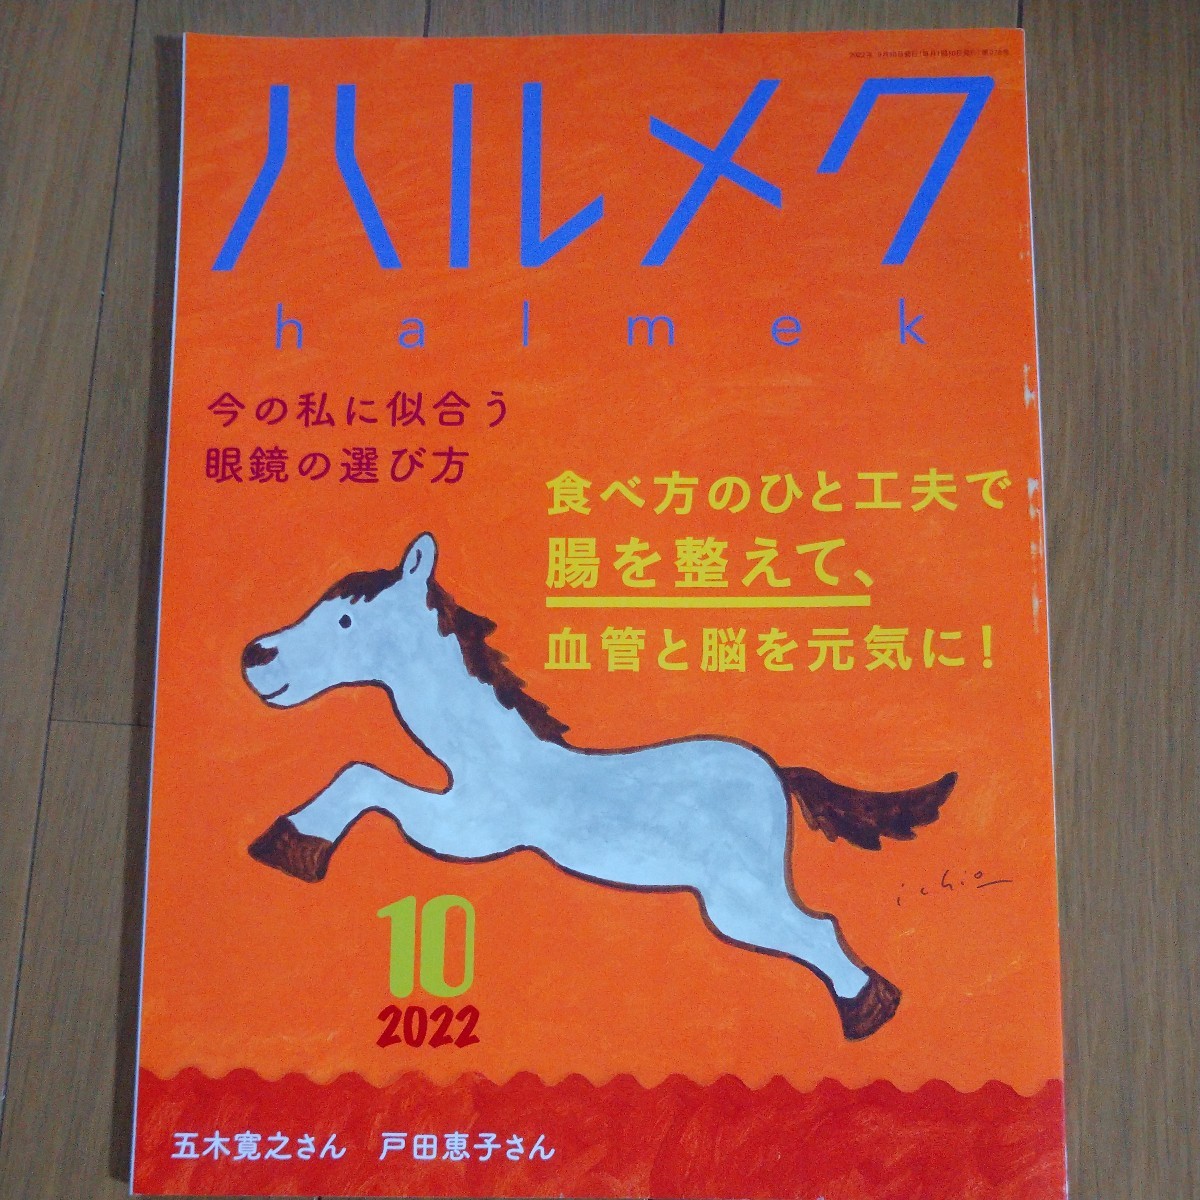 ハルメク
halmek
今の私に似合う
眼鏡の選び方
食べ方のひと工夫で
腸を整えて、
血管と脳を元気に!
ichio
10
2022
五木寛之さん 戸田恵子さん